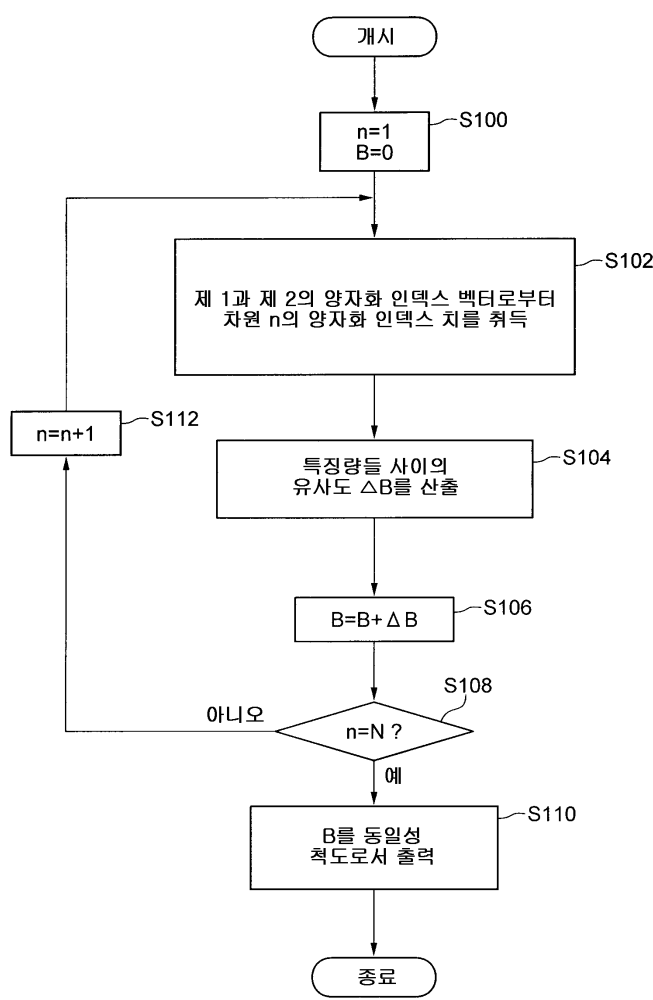 개시
n=1
B=0
S100
제 1과 제 2의 양자화 인덱스 벡터로부터
차원 n의 양자화 인덱스 치를 취득
S102
n=n+1
S112
특징량들 사이의
유사도 △B를 산출
S104
B=B+ΔB
S106
S108
아니오
n=N ?
예
B를 동일성
척도로서 출력
S110
종료